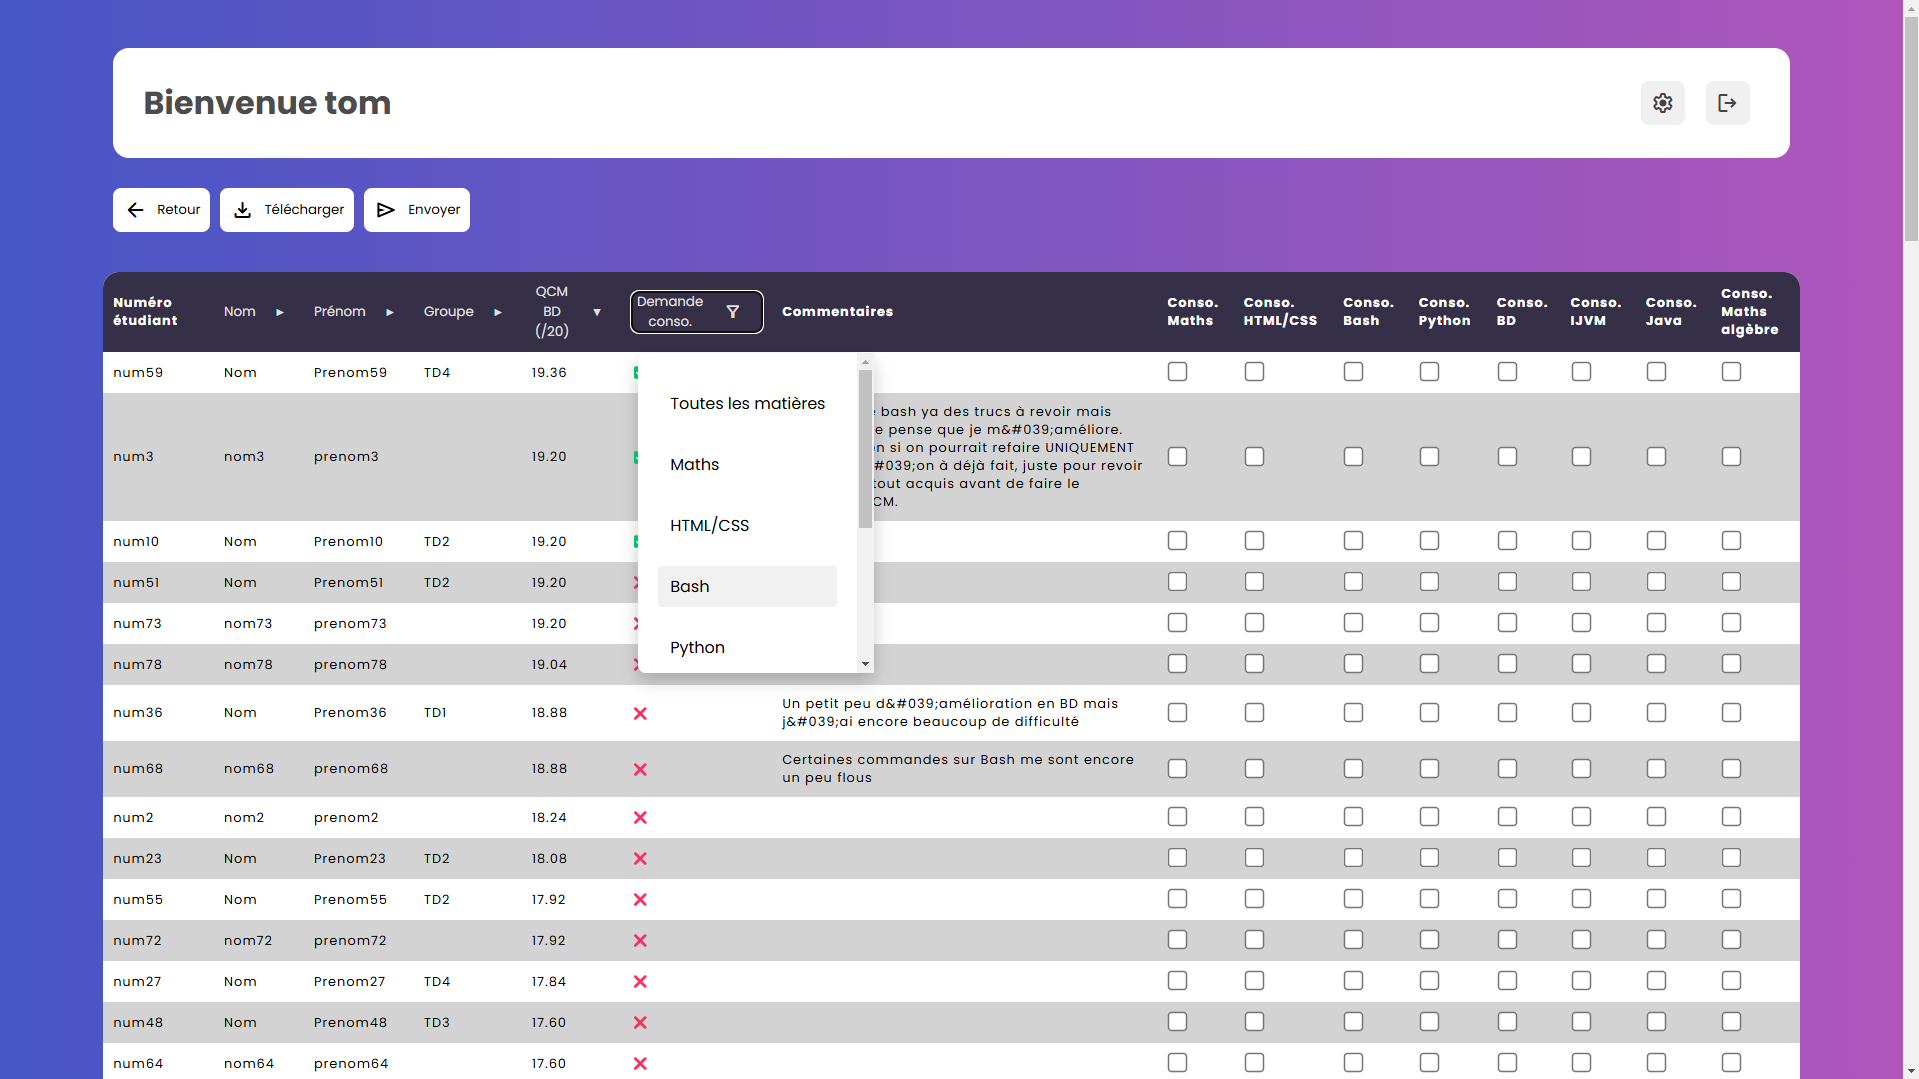 Bienvenue tom
Retour
Télécharger
Envoyer
Numéro étudiant
Nom
Prénom
Groupe
QCM BD (/20)
Demande conso.
Commentaires
Conso. Maths
Conso. HTML/CSS
Conso. Bash
Conso. Python
Conso. BD
Conso. IJVM
Conso. Java
Conso. Maths algèbre
Toutes les matières
Maths
HTML/CSS
Bash
Python
num59 Nom Prenom59 TD4 19.36
num3 nom3 prenom3 19.20
bash ya des trucs à revoir mais
e pense que je m&#039;améliore.
si on pourrait refaire UNIQUEMENT
#039;on à déjà fait, juste pour revoir
tout acquis avant de faire le
CM.
num10 Nom Prenom10 TD2 19.20
num51 Nom Prenom51 TD2 19.20
num73 nom73 prenom73 19.20
num78 nom78 prenom78 19.04
num36 Nom Prenom36 TD1 18.88
Un petit peu d&#039;amélioration en BD mais
j&#039;ai encore beaucoup de difficulté
num68 nom68 prenom68 18.88
Certaines commandes sur Bash me sont encore
un peu flous
num2 nom2 prenom2 18.24
num23 Nom Prenom23 TD2 18.08
num55 Nom Prenom55 TD2 17.92
num72 nom72 prenom72 17.92
num27 Nom Prenom27 TD4 17.84
num48 Nom Prenom48 TD3 17.60
num64 nom64 prenom64 17.60